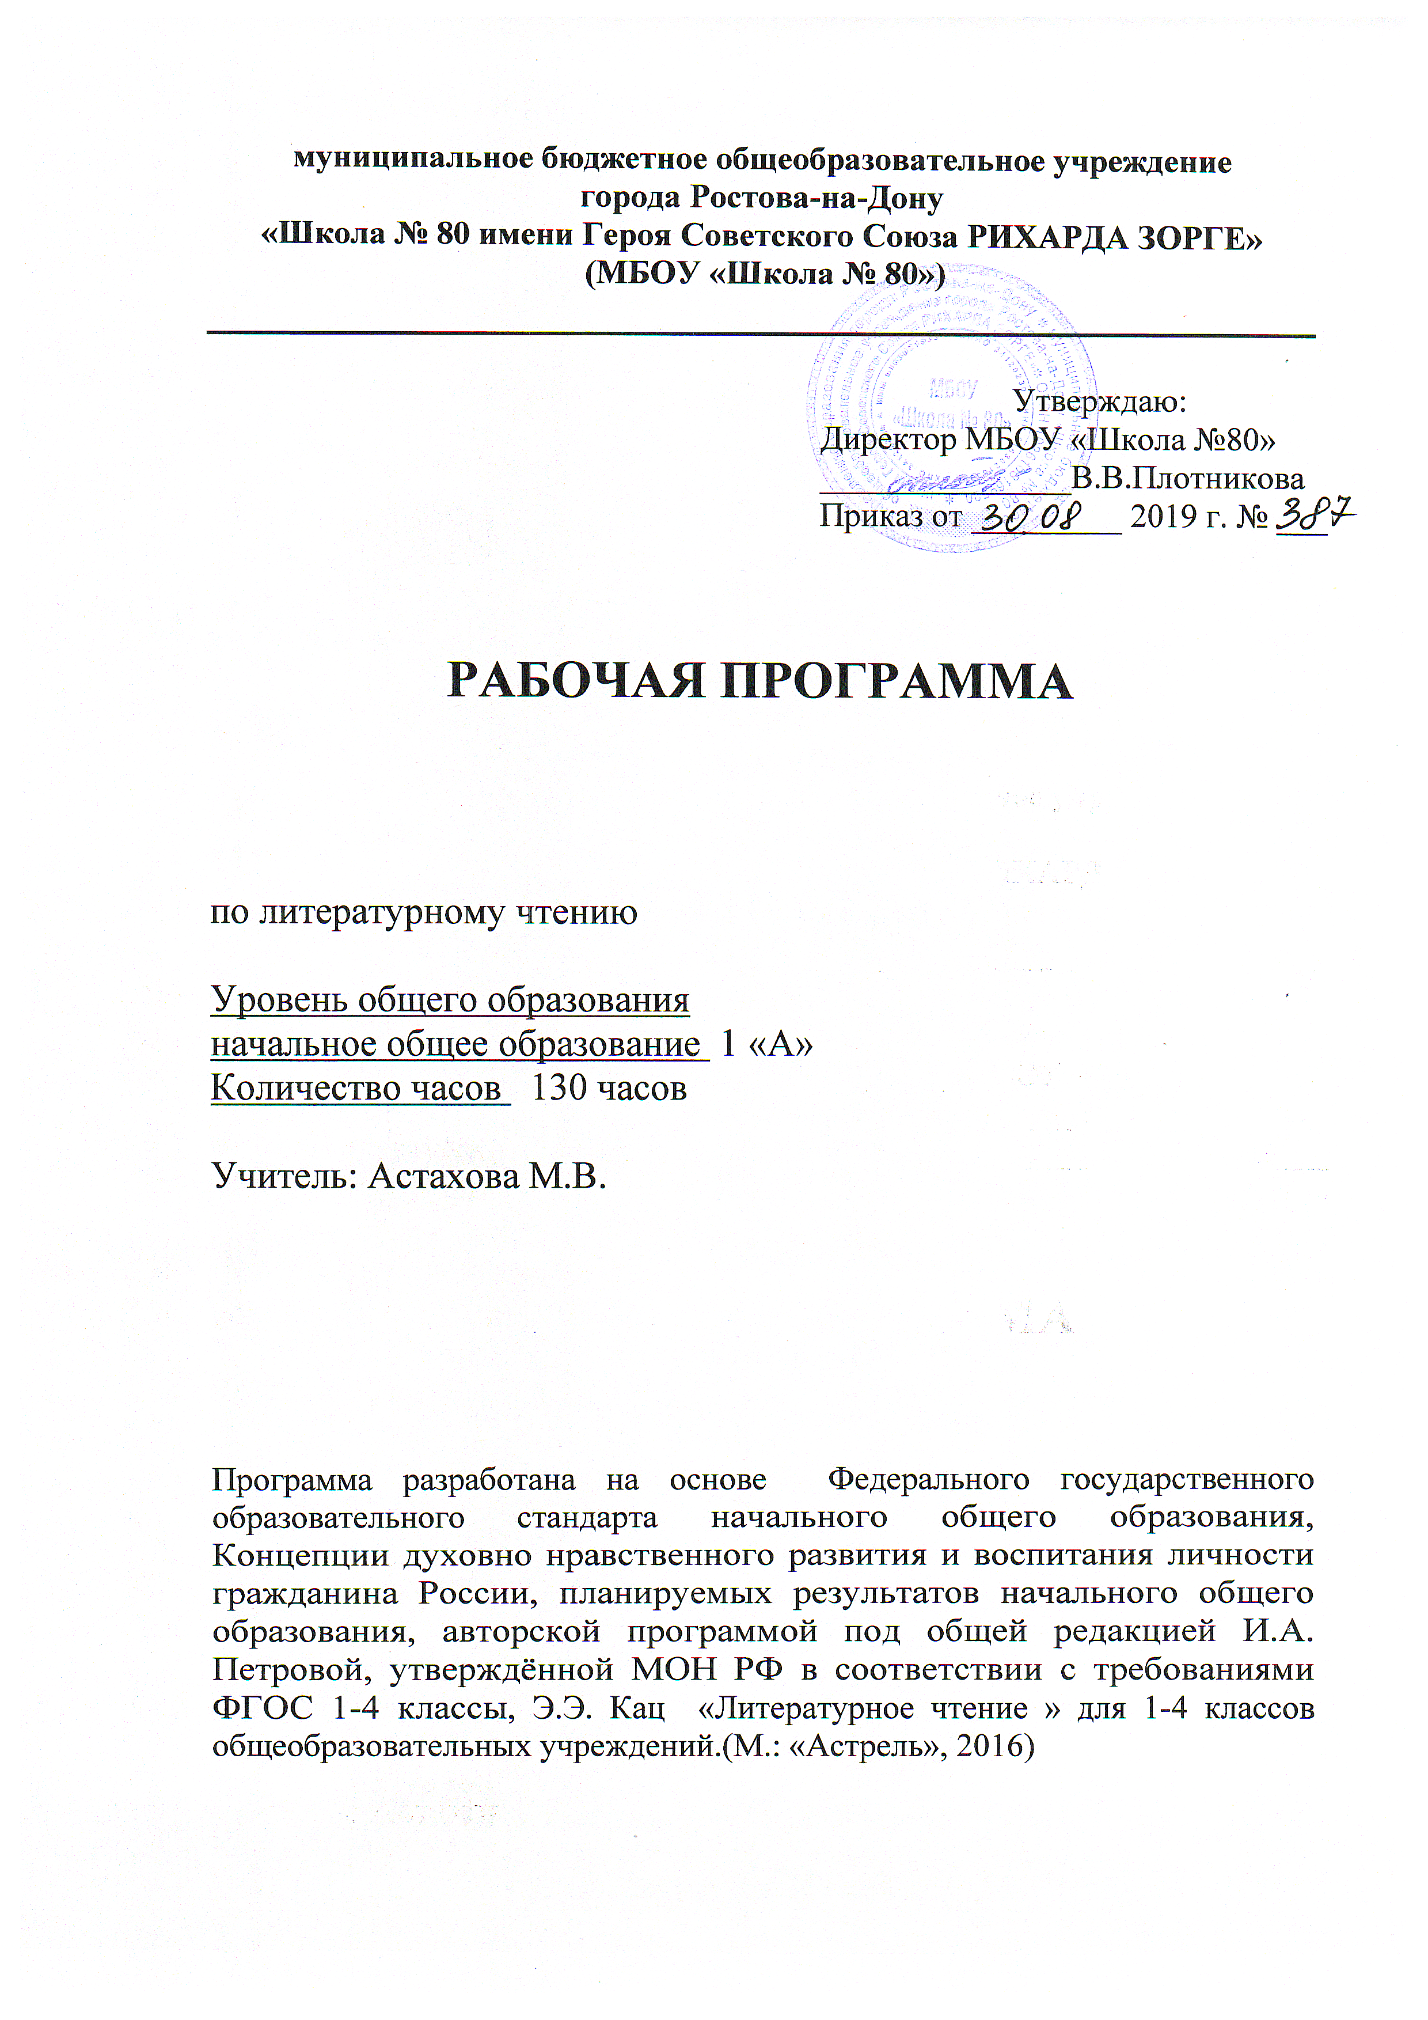 муниципальное бюджетное общеобразовательное учреждение
города Ростова-на-Дону
«Школа № 80 имени Героя Советского Союза РИХАРДА ЗОРГЕ»
(МБОУ «Школа № 80»)
МБОУ
«Школа № 80»
Утверждаю:
Директор МБОУ «Школа №80»
В.В.Плотникова
Приказ от 30 08 2019 г. № 387
РАБОЧАЯ ПРОГРАММА
по литературному чтению
Уровень общего образования
начальное общее образование 1 «А»
Количество часов 130 часов
Учитель: Астахова М.В.
Программа разработана на основе Федерального государственного
образовательного стандарта начального общего образования,
Концепции духовно нравственного развития и воспитания личности
гражданина России, планируемых результатов начального общего
образования, авторской программой под общей редакцией И.А.
Петровой, утверждённой МОН РФ в соответствии с требованиями
ФГОС 1-4 классы, Э.Э. Кац «Литературное чтение » для 1-4 классов
общеобразовательных учреждений.(М.: «Астрель», 2016)